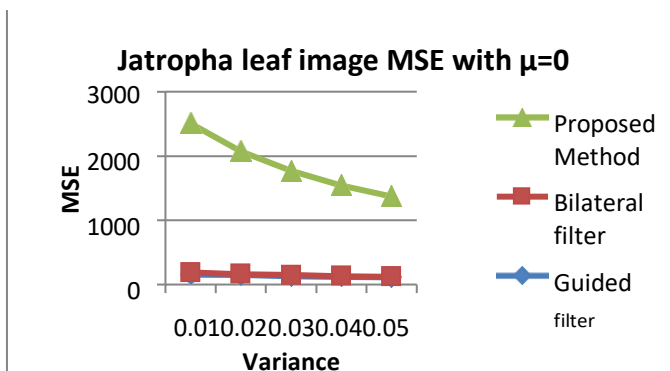 Jatropha leaf image MSE with μ=0
3000
2000
1000
0
MSE
0.010.020.030.040.05
Variance
Proposed
Method
Bilateral
filter
Guided
filter